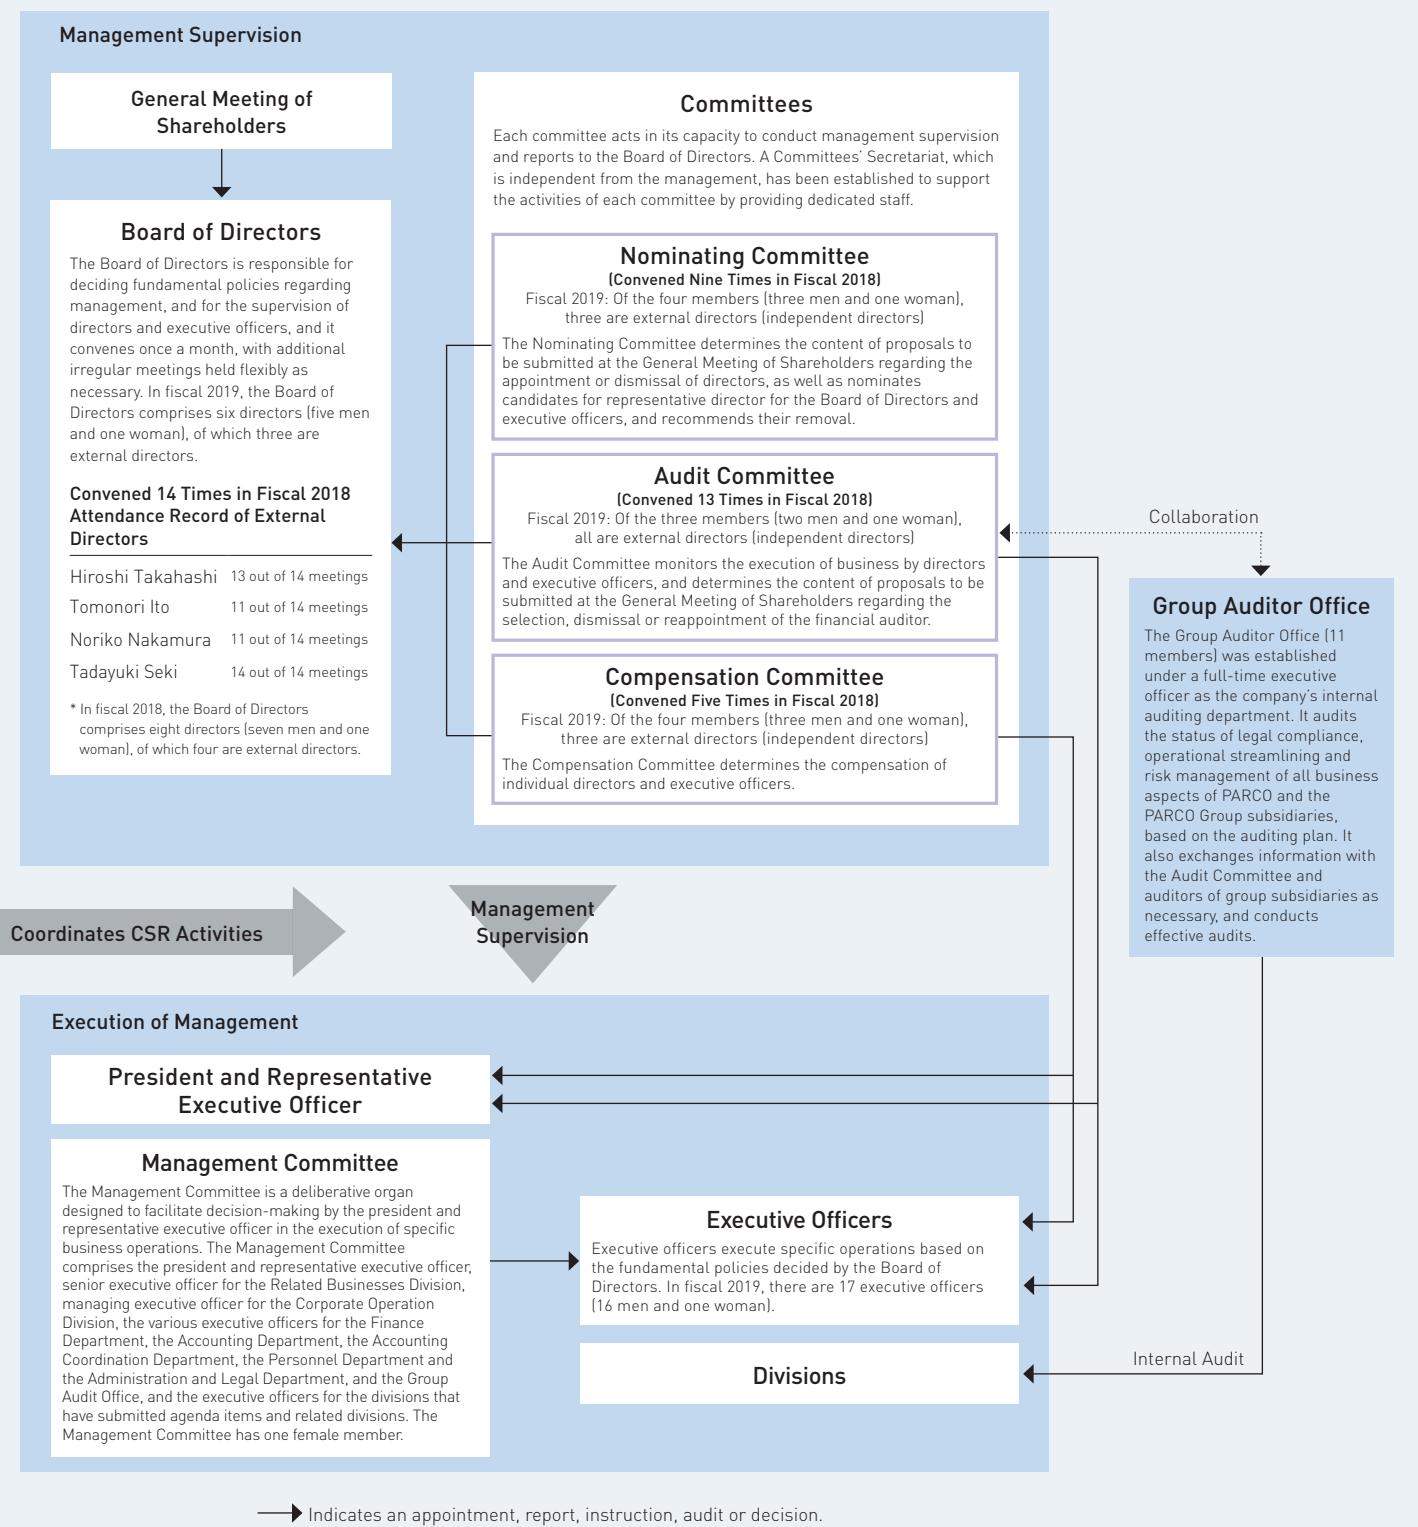 Management Supervision
General Meeting of
Shareholders
Board of Directors
The Board of Directors is responsible for
deciding fundamental policies regarding
management, and for the supervision of
directors and executive officers, and it
convenes once a month, with additional
irregular meetings held flexibly as
necessary. In fiscal 2019, the Board of
Directors comprises six directors (five men
and one woman), of which three are
external directors.
Convened 14 Times in Fiscal 2018
Attendance Record of External
Directors
Hiroshi Takahashi 13 out of 14 meetings
Tomonori Ito 11 out of 14 meetings
Noriko Nakamura 11 out of 14 meetings
Tadayuki Seki 14 out of 14 meetings
* In fiscal 2018, the Board of Directors
comprises eight directors (seven men and one
woman), of which four are external directors.
Committees
Each committee acts in its capacity to conduct management supervision
and reports to the Board of Directors. A Committees' Secretariat, which
is independent from the management, has been established to support
the activities of each committee by providing dedicated staff.
Nominating Committee
(Convened Nine Times in Fiscal 2018)
Fiscal 2019: Of the four members (three men and one woman),
three are external directors (independent directors)
The Nominating Committee determines the content of proposals to
be submitted at the General Meeting of Shareholders regarding the
appointment or dismissal of directors, as well as nominates
candidates for representative director for the Board of Directors and
executive officers, and recommends their removal.
Audit Committee
(Convened 13 Times in Fiscal 2018)
Fiscal 2019: Of the three members (two men and one woman),
all are external directors (independent directors)
The Audit Committee monitors the execution of business by directors
and executive officers, and determines the content of proposals to be
submitted at the General Meeting of Shareholders regarding the
selection, dismissal or reappointment of the financial auditor.
Compensation Committee
(Convened Five Times in Fiscal 2018)
Fiscal 2019: Of the four members (three men and one woman),
three are external directors (independent directors)
The Compensation Committee determines the compensation of
individual directors and executive officers.
Collaboration
Group Auditor Office
The Group Auditor Office (11
members) was established
under a full-time executive
officer as the company's internal
auditing department. It audits
the status of legal compliance,
operational streamlining and
risk management of all business
aspects of PARCO and the
PARCO Group subsidiaries,
based on the auditing plan. It
also exchanges information with
the Audit Committee and
auditors of group subsidiaries as
necessary, and conducts
effective audits.
Coordinates CSR Activities
Management
Supervision
Execution of Management
President and Representative
Executive Officer
Management Committee
The Management Committee is a deliberative organ
designed to facilitate decision-making by the president and
representative executive officer in the execution of specific
business operations. The Management Committee
comprises the president and representative executive officer,
senior executive officer for the Related Businesses Division,
managing executive officer for the Corporate Operation
Division, the various executive officers for the Finance
Department, the Accounting Department, the Accounting
Coordination Department, the Personnel Department and
the Administration and Legal Department, and the Group
Audit Office, and the executive officers for the divisions that
have submitted agenda items and related divisions. The
Management Committee has one female member.
Executive Officers
Executive officers execute specific operations based on
the fundamental policies decided by the Board of
Directors. In fiscal 2019, there are 17 executive officers
(16 men and one woman).
Divisions
Internal Audit
Indicates an appointment, report, instruction, audit or decision.